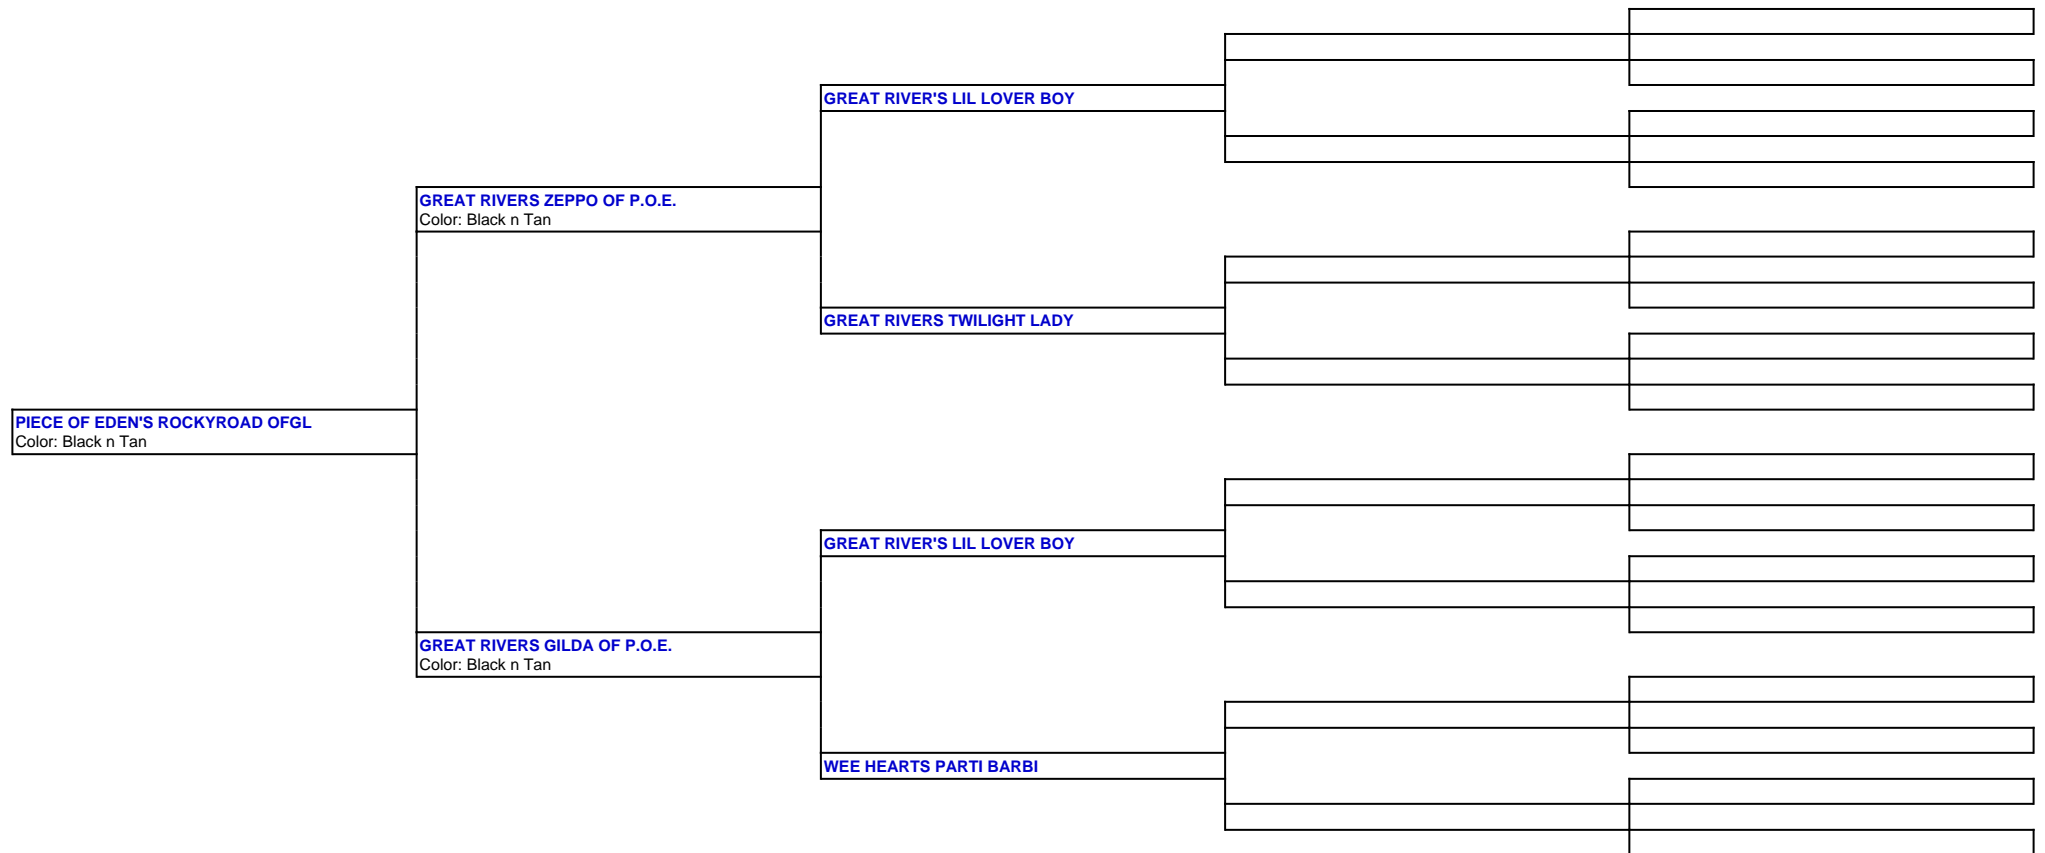 GREAT RIVER'S LIL LOVER BOY
GREAT RIVERS ZEPPO OF P.O.E.
Color: Black n Tan
GREAT RIVERS TWILIGHT LADY
PIECE OF EDEN'S ROCKYROAD OFGL
Color: Black n Tan
GREAT RIVER'S LIL LOVER BOY
GREAT RIVERS GILDA OF P.O.E.
Color: Black n Tan
WEE HEARTS PARTI BARBI